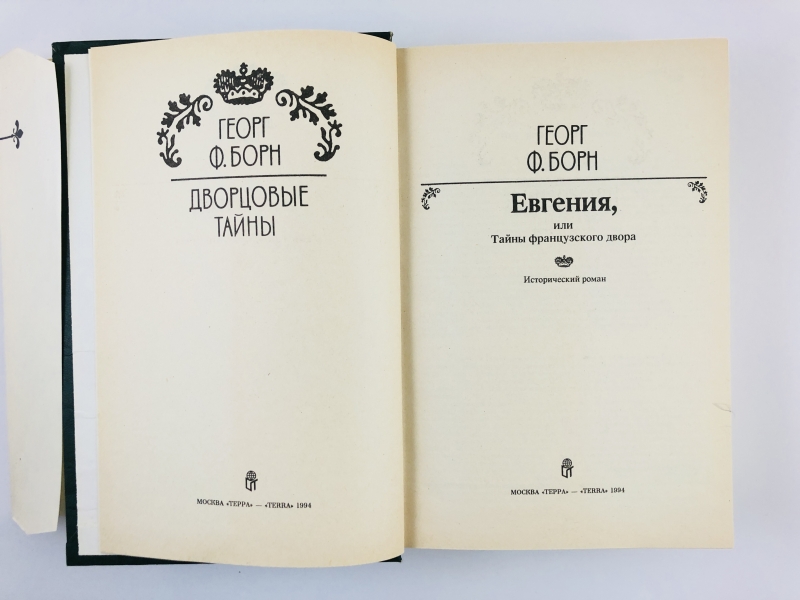 ГЕОРГ
Ф. БОРН
ДВОРЦОВЫЕ
ТАЙНЫ
МОСКВА «ТЕРРА» — «TERRA» 1994
ГЕОРГ
Ф. БОРН
Евгения,
или
Тайны французского двора
Исторический роман
МОСКВА «ТЕРРА» — «TERRA» 1994